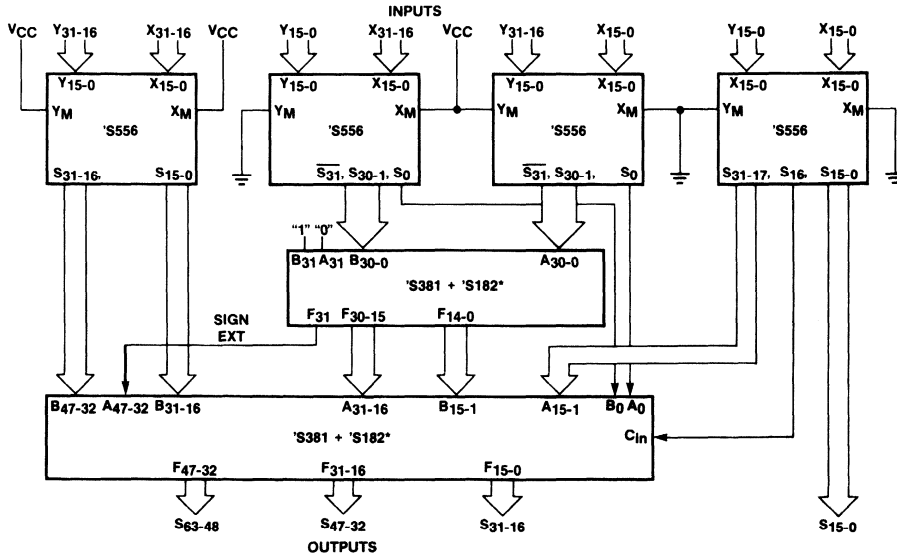 INPUTS
VCC Y31-16 X31-16 VCC Y15-0 X31-16 VCC Y31-16 X15-0 Y15-0 X15-0
Y15-0 X15-0 Y15-0 X15-0 Y15-0 X15-0 X15-0 X15-0
YM XM YM XM YM XM YM XM
'S556 'S556 'S556 'S556
S31-16, S15-0 S31, S30-1, S0 S31, S30-1, S0 S31-17, S16, S15-0
"1" "0"
B31 A31 B30-0 A30-0
'S381 + 'S182*
F31 F30-15 F14-0
SIGN
EXT
B47-32 A47-32 B31-16 A31-16 B15-1 A15-1 B0 A0
'S381 + 'S182*
Cin
F47-32 F31-16 F15-0
S63-48 S47-32 S31-16 S15-0
OUTPUTS